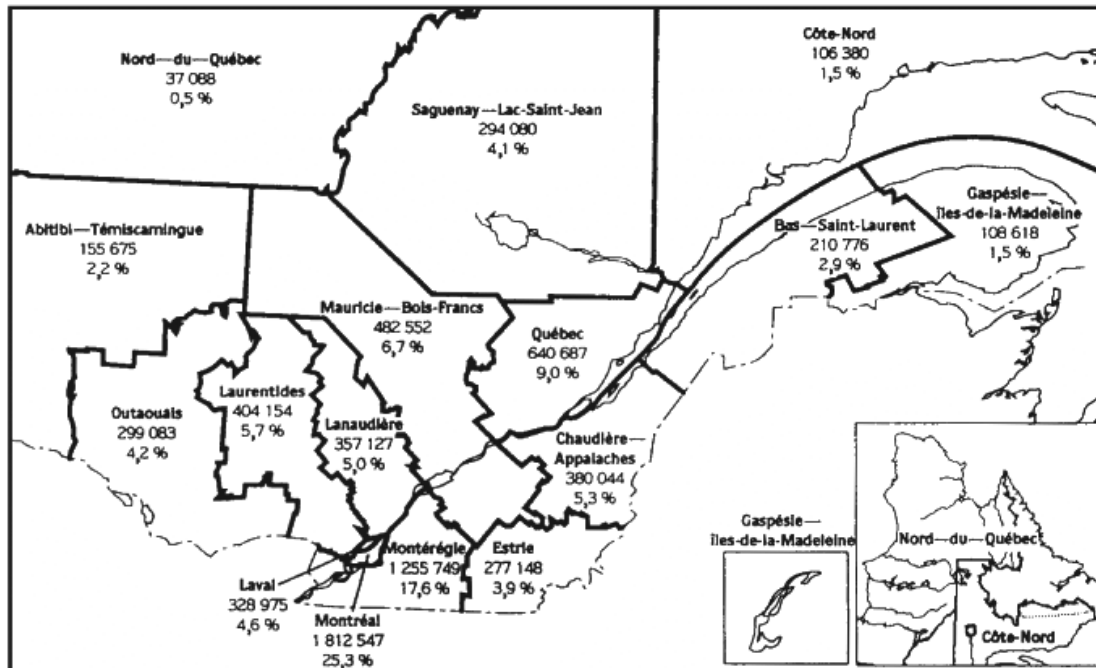 Nord—du—Québec
37 088
0,5 %
Côte-Nord
106 380
1,5 %
Saguenay—Lac-Saint-Jean
294 080
4,1 %
Gaspésie—
îles-de-la-Madeleine
108 618
1,5 %
Bas—Saint-Laurent
210 776
2,9 %
Abitibi—Témiscamingue
155 675
2,2 %
Mauricie—Bois-Francs
482 552
6,7 %
Québec
640 687
9,0 %
Outaouais
299 083
4,2 %
Laurentides
404 154
5,7 %
Lanaudière
357 127
5,0 %
Chaudière—
Appalaches
380 044
5,3 %
Laval
328 975
4,6 %
Montréal
1 812 547
25,3 %
Montérégie
1 255 749
17,6 %
Estrie
277 148
3,9 %
Gaspésie—
îles-de-la-Madeleine
Nord—du—Québec
Côte-Nord